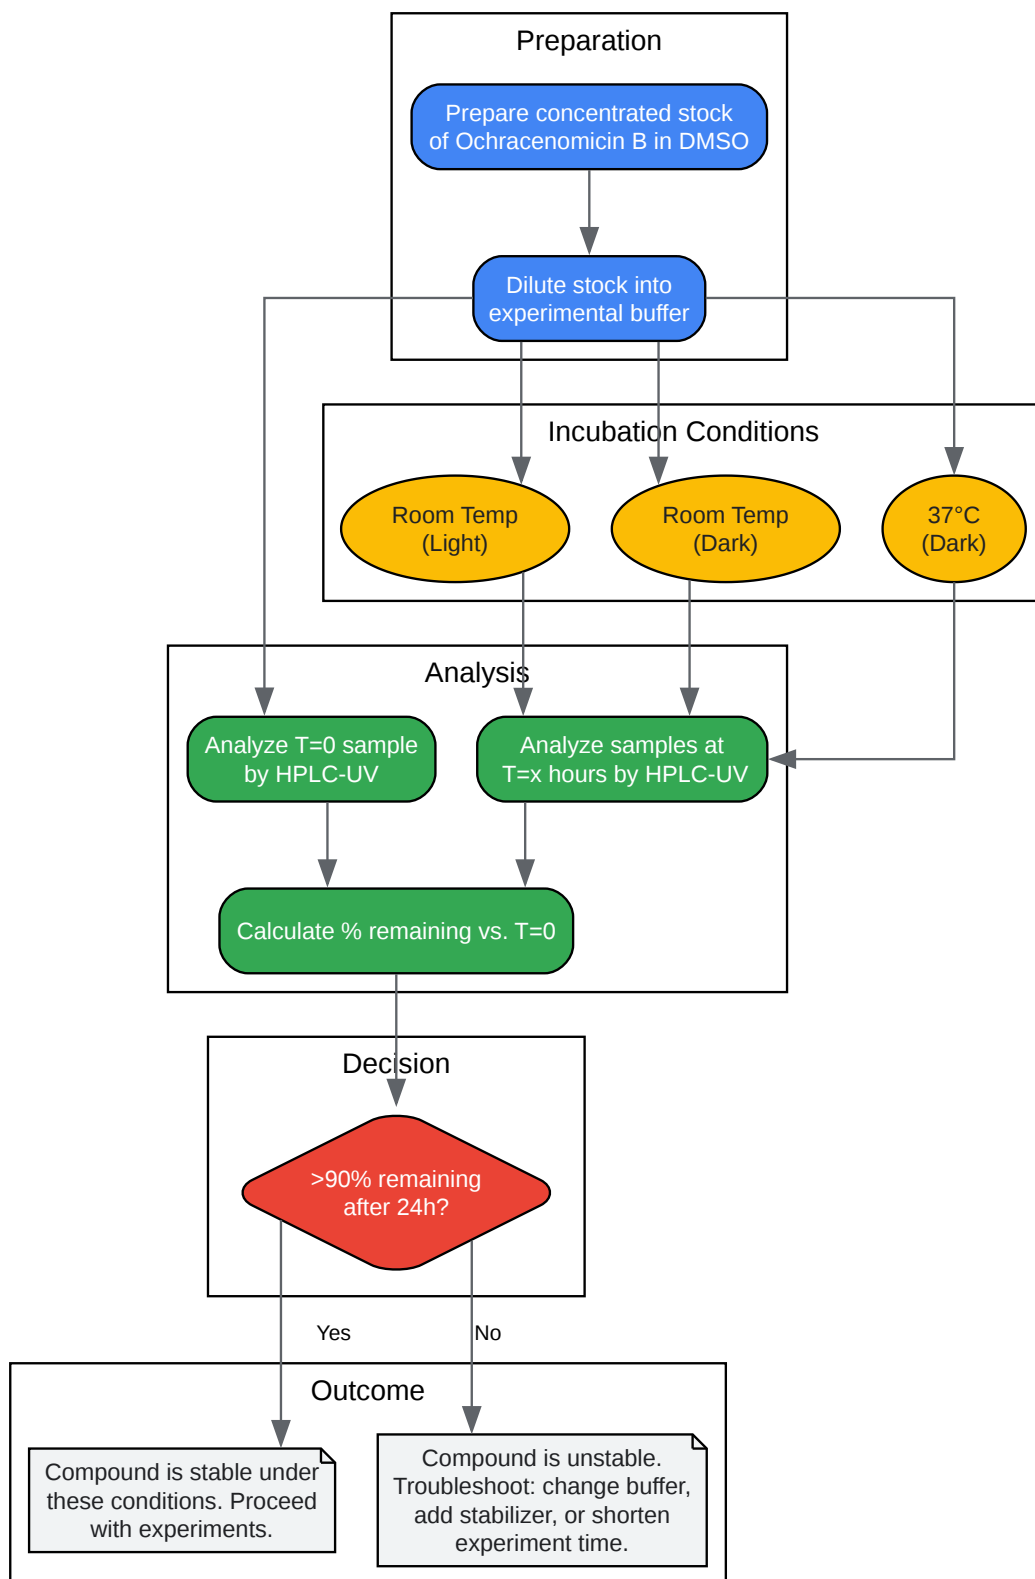 Preparation
Prepare concentrated stock
of Ochracenomicin B in DMSO
Dilute stock into
experimental buffer
Incubation Conditions
Room Temp
(Light)
Room Temp
(Dark)
37°C
(Dark)
Analysis
Analyze T=0 sample
by HPLC-UV
Analyze samples at
T=x hours by HPLC-UV
Calculate % remaining vs. T=0
Decision
>90% remaining
after 24h?
Yes
No
Outcome
Compound is stable under
these conditions. Proceed
with experiments.
Compound is unstable.
Troubleshoot: change buffer,
add stabilizer, or shorten
experiment time.